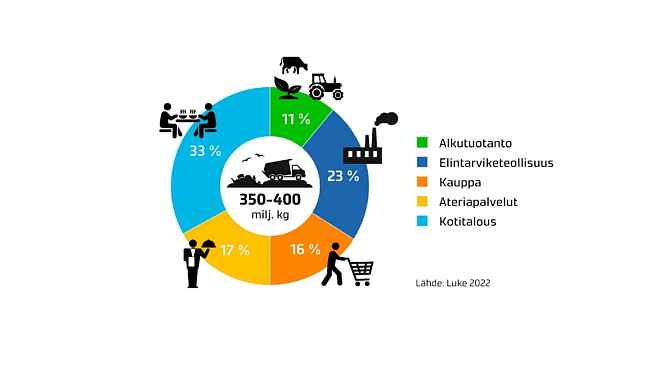 11 %
33 %
23 %
350-400
milj. kg
17 %
16 %
Alkutuotanto
Elintarviketeollisuus
Kauppa
Ateriapalvelut
Kotitalous
Lähde: Luke 2022